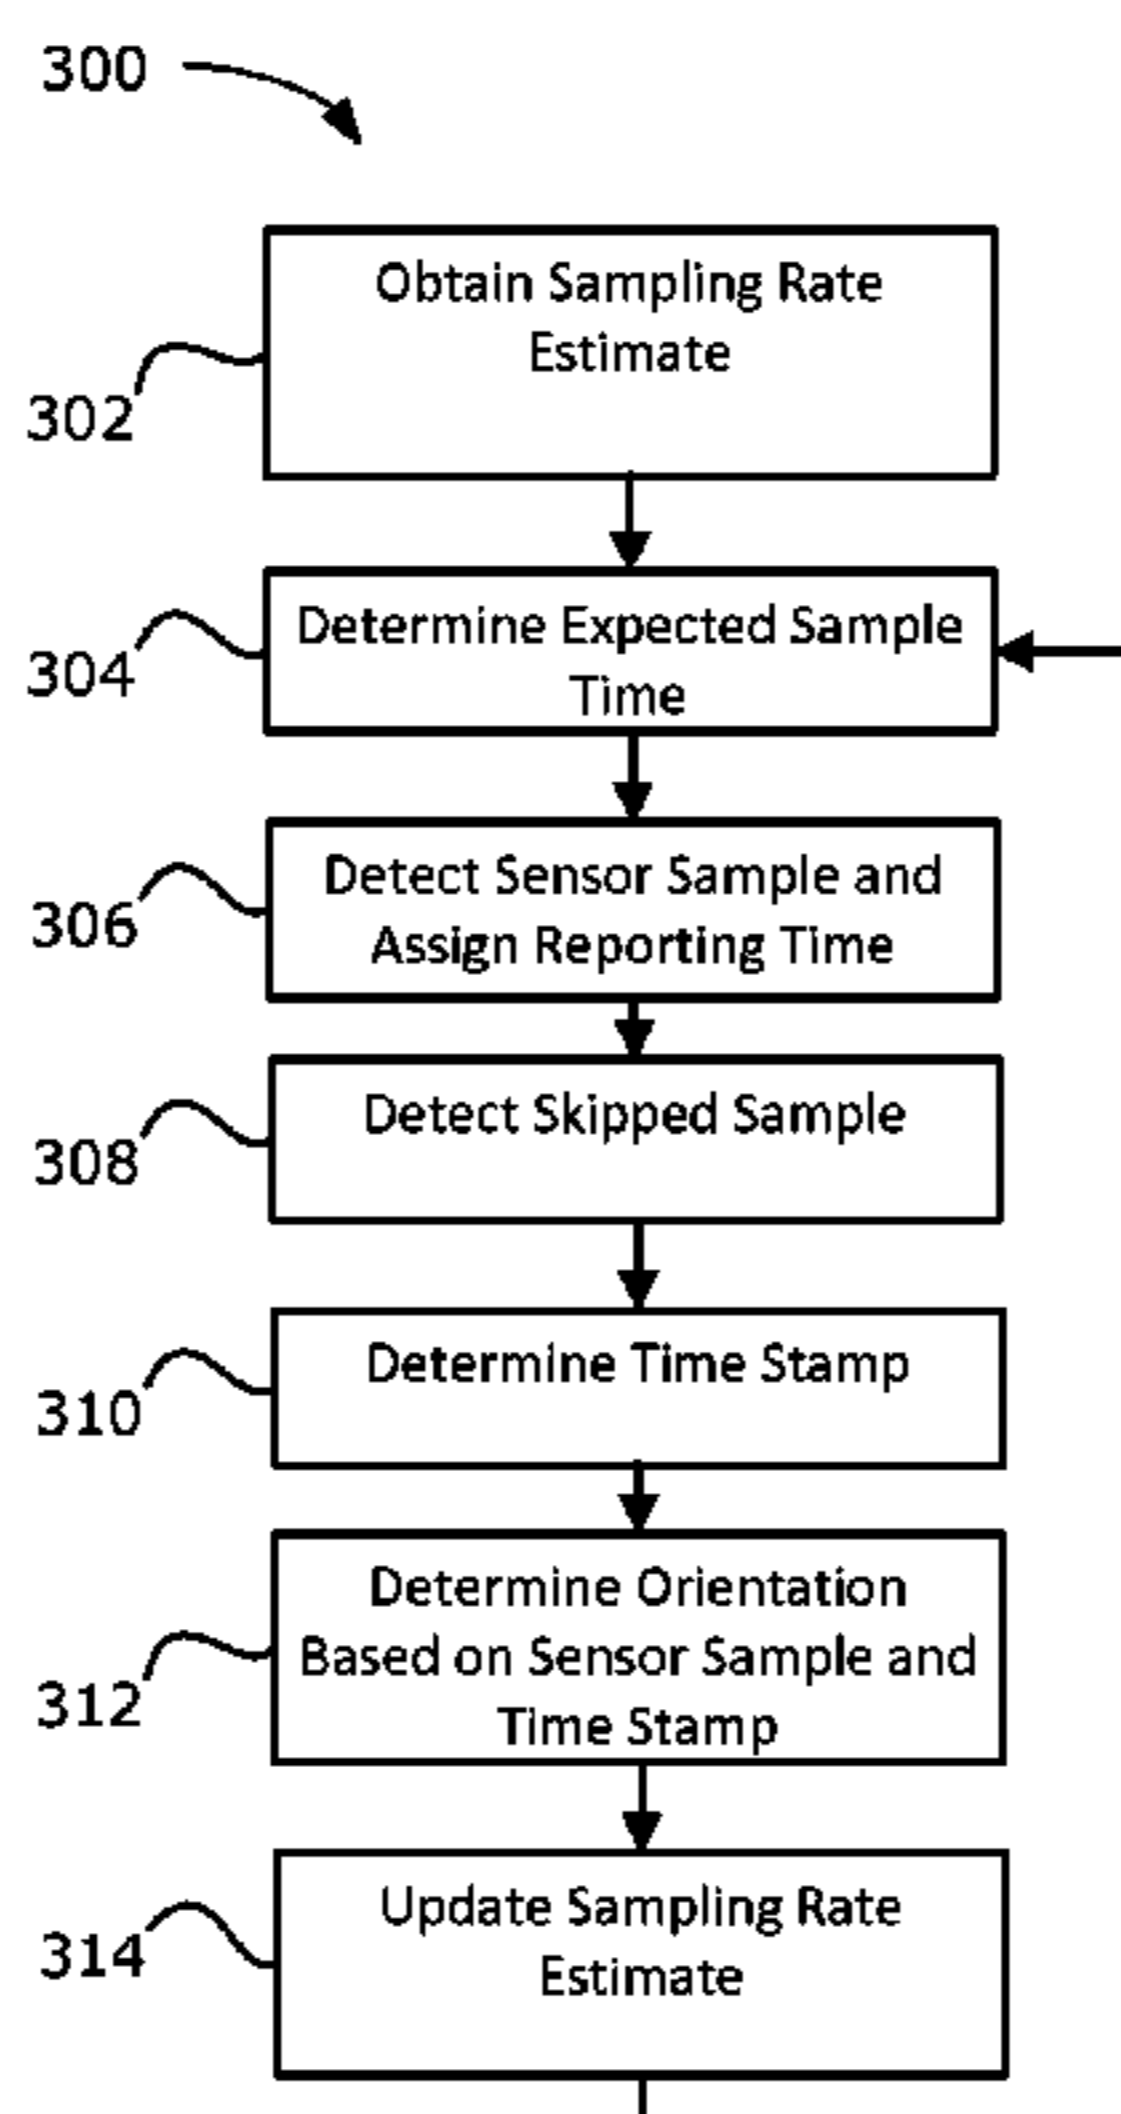 300
Obtain Sampling Rate
Estimate
302
Determine Expected Sample
Time
304
Detect Sensor Sample and
Assign Reporting Time
306
Detect Skipped Sample
308
Determine Time Stamp
310
Determine Orientation
Based on Sensor Sample and
Time Stamp
312
Update Sampling Rate
Estimate
314